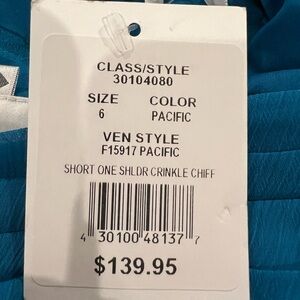 CLASS/STYLE
30104080
SIZE COLOR
6 PACIFIC
VEN STYLE
F15917 PACIFIC
SHORT ONE SHLDR CRINKLE CHIFF
4 30100 48137 7
$139.95